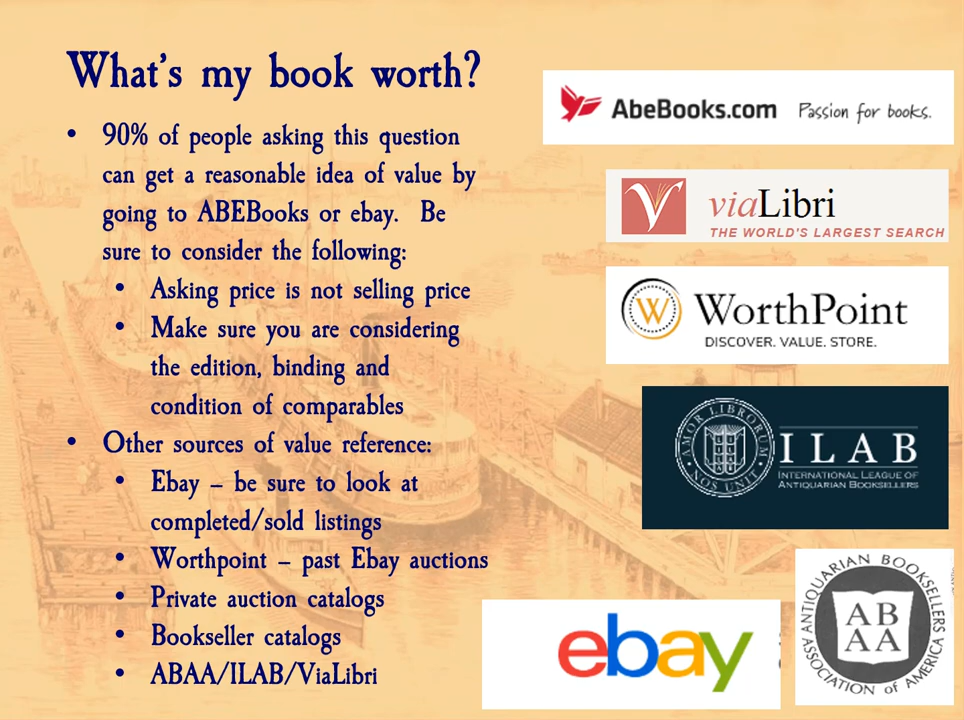 What's my book worth?
• 90% of people asking this question
can get a reasonable idea of value by
going to ABEBooks or ebay. Be
sure to consider the following:
• Asking price is not selling price
• Make sure you are considering
the edition, binding and
condition of comparables
• Other sources of value reference:
• Ebay – be sure to look at
completed/sold listings
• Worthpoint – past Ebay auctions
• Private auction catalogs
• Bookseller catalogs
• ABAA/ILAB/ViaLibri
AbeBooks.com Passion for books.
V viaLibri
THE WORLD'S LARGEST SEARCH
W WorthPoint
DISCOVER. VALUE. STORE.
AMOR LIBRORUM
NOS UNIT
ILAB
INTERNATIONAL LEAGUE OF
ANTIQUARIAN BOOKSELLERS
ebay
ANTIQUARIAN BOOKSELLERS
AB
AA
ASSOCIATION of AMERICA